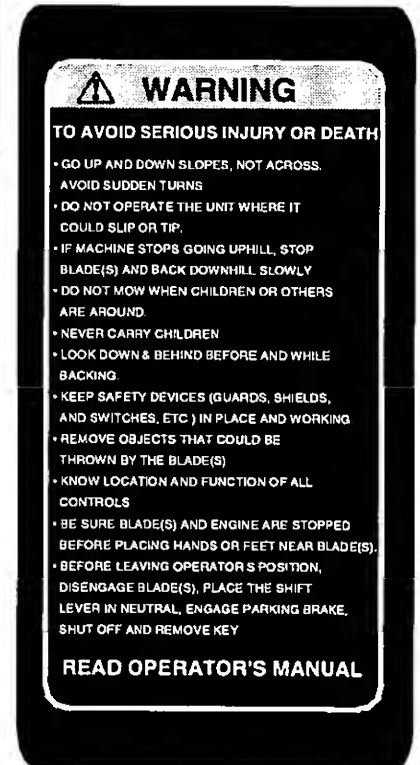 WARNING
TO AVOID SERIOUS INJURY OR DEATH
• GO UP AND DOWN SLOPES, NOT ACROSS.
AVOID SUDDEN TURNS
• DO NOT OPERATE THE UNIT WHERE IT
COULD SLIP OR TIP.
• IF MACHINE STOPS GOING UPHILL, STOP
BLADE(S) AND BACK DOWNHILL SLOWLY
• DO NOT MOW WHEN CHILDREN OR OTHERS
ARE AROUND.
• NEVER CARRY CHILDREN
• LOOK DOWN & BEHIND BEFORE AND WHILE
BACKING.
• KEEP SAFETY DEVICES (GUARDS, SHIELDS,
AND SWITCHES, ETC ) IN PLACE AND WORKING
• REMOVE OBJECTS THAT COULD BE
THROWN BY THE BLADE(S)
• KNOW LOCATION AND FUNCTION OF ALL
CONTROLS
• BE SURE BLADE(S) AND ENGINE ARE STOPPED
BEFORE PLACING HANDS OR FEET NEAR BLADE(S).
• BEFORE LEAVING OPERATOR S POSITION,
DISENGAGE BLADE(S), PLACE THE SHIFT
LEVER IN NEUTRAL, ENGAGE PARKING BRAKE,
SHUT OFF AND REMOVE KEY
READ OPERATOR'S MANUAL